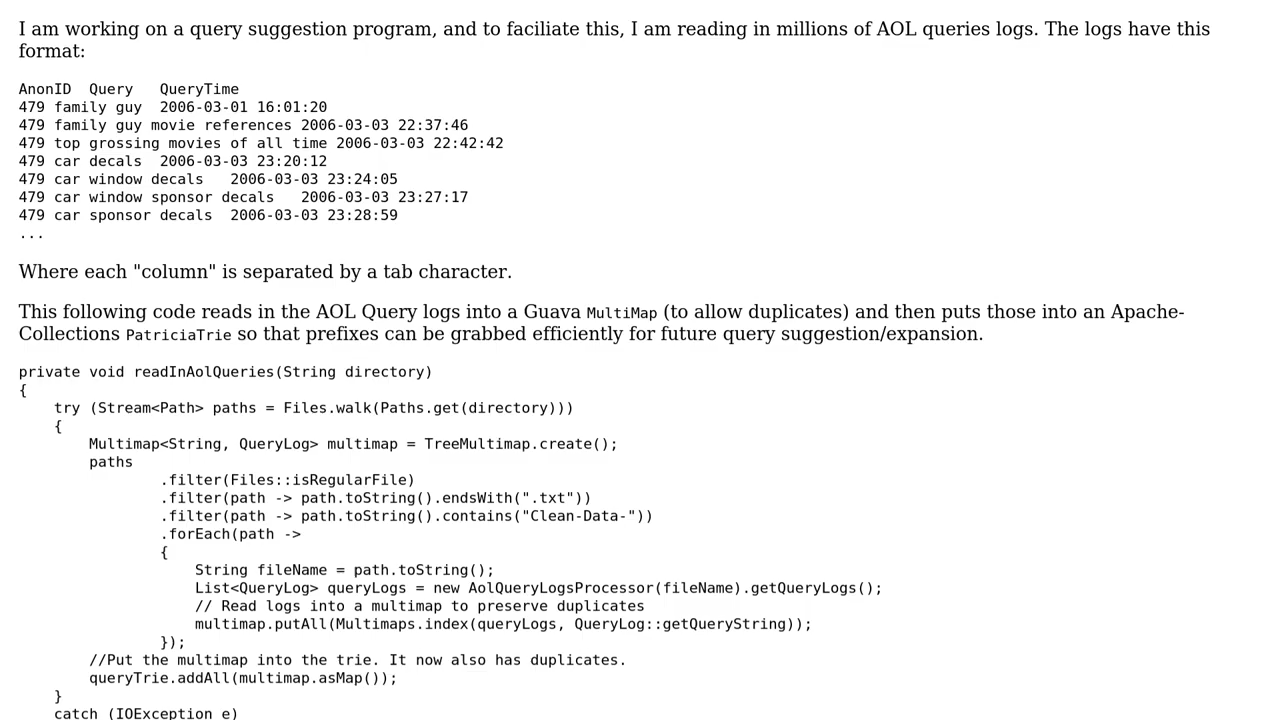 I am working on a query suggestion program, and to faciliate this, I am reading in millions of AOL queries logs. The logs have this
format:
AnonID  Query   QueryTime
479 family guy  2006-03-01 16:01:20
479 family guy movie references 2006-03-03 22:37:46
479 top grossing movies of all time 2006-03-03 22:42:42
479 car decals  2006-03-03 23:20:12
479 car window decals   2006-03-03 23:24:05
479 car window sponsor decals   2006-03-03 23:27:17
479 car sponsor decals  2006-03-03 23:28:59
...
Where each "column" is separated by a tab character.
This following code reads in the AOL Query logs into a Guava MultiMap (to allow duplicates) and then puts those into an Apache-
Collections PatriciaTrie so that prefixes can be grabbed efficiently for future query suggestion/expansion.
private void readInAolQueries(String directory)
{
    try (Stream<Path> paths = Files.walk(Paths.get(directory)))
    {
        Multimap<String, QueryLog> multimap = TreeMultimap.create();
        paths
                .filter(Files::isRegularFile)
                .filter(path -> path.toString().endsWith(".txt"))
                .filter(path -> path.toString().contains("Clean-Data-"))
                .forEach(path ->
                {
                    String fileName = path.toString();
                    List<QueryLog> queryLogs = new AolQueryLogsProcessor(fileName).getQueryLogs();
                    // Read logs into a multimap to preserve duplicates
                    multimap.putAll(Multimaps.index(queryLogs, QueryLog::getQueryString));
                });
        //Put the multimap into the trie. It now also has duplicates.
        queryTrie.addAll(multimap.asMap());
    }
    catch (IOException e)